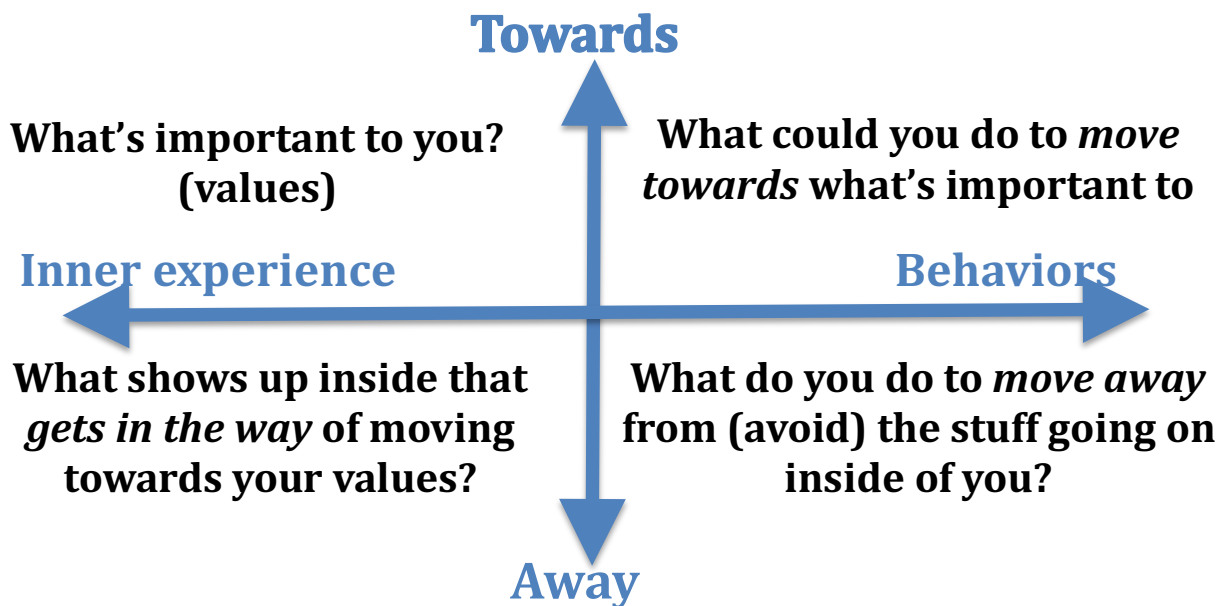 Towards
What’s important to you?
(values)
What could you do to move
towards what’s important to
Inner experience
Behaviors
What shows up inside that
gets in the way of moving
towards your values?
What do you do to move away
from (avoid) the stuff going on
inside of you?
Away